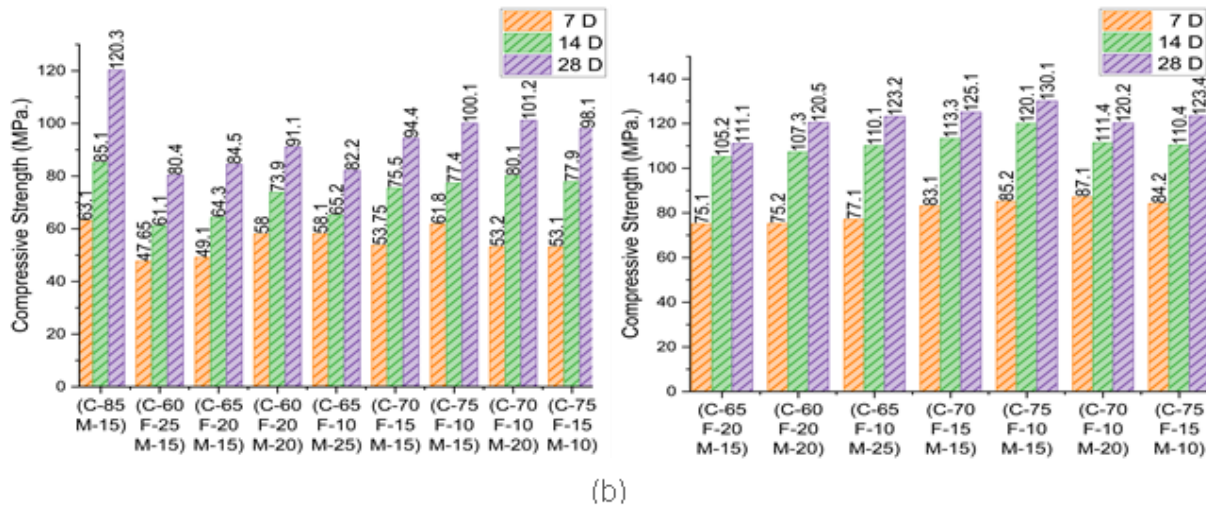 7 D
14 D
28 D
Compressive Strength (MPa.)
120
100
80
60
40
20
0
63.1
85.1
120.3
47.65
61.1
80.4
49.1
64.3
84.5
58
73.9
91.1
58.1
65.2
82.2
53.75
75.5
94.4
61.8
77.4
100.1
53.2
80.1
101.2
53.1
77.9
98.1
(C-85
M-15)
(C-60
F-25
M-15)
(C-65
F-20
M-15)
(C-60
F-20
M-20)
(C-65
F-10
M-25)
(C-70
F-15
M-15)
(C-75
F-10
M-15)
(C-70
F-10
M-20)
(C-75
F-15
M-10)
7 D
14 D
28 D
Compressive Strength (MPa.)
140
120
100
80
60
40
20
0
75.1
105.2
111.1
75.2
107.3
120.5
77.1
110.1
123.2
83.1
113.3
125.1
85.2
120.1
130.1
87.1
111.4
120.2
84.2
110.4
123.4
(C-65
F-20
M-15)
(C-60
F-20
M-20)
(C-65
F-10
M-25)
(C-70
F-15
M-15)
(C-75
F-10
M-15)
(C-70
F-10
M-20)
(C-75
F-15
M-10)
(b)